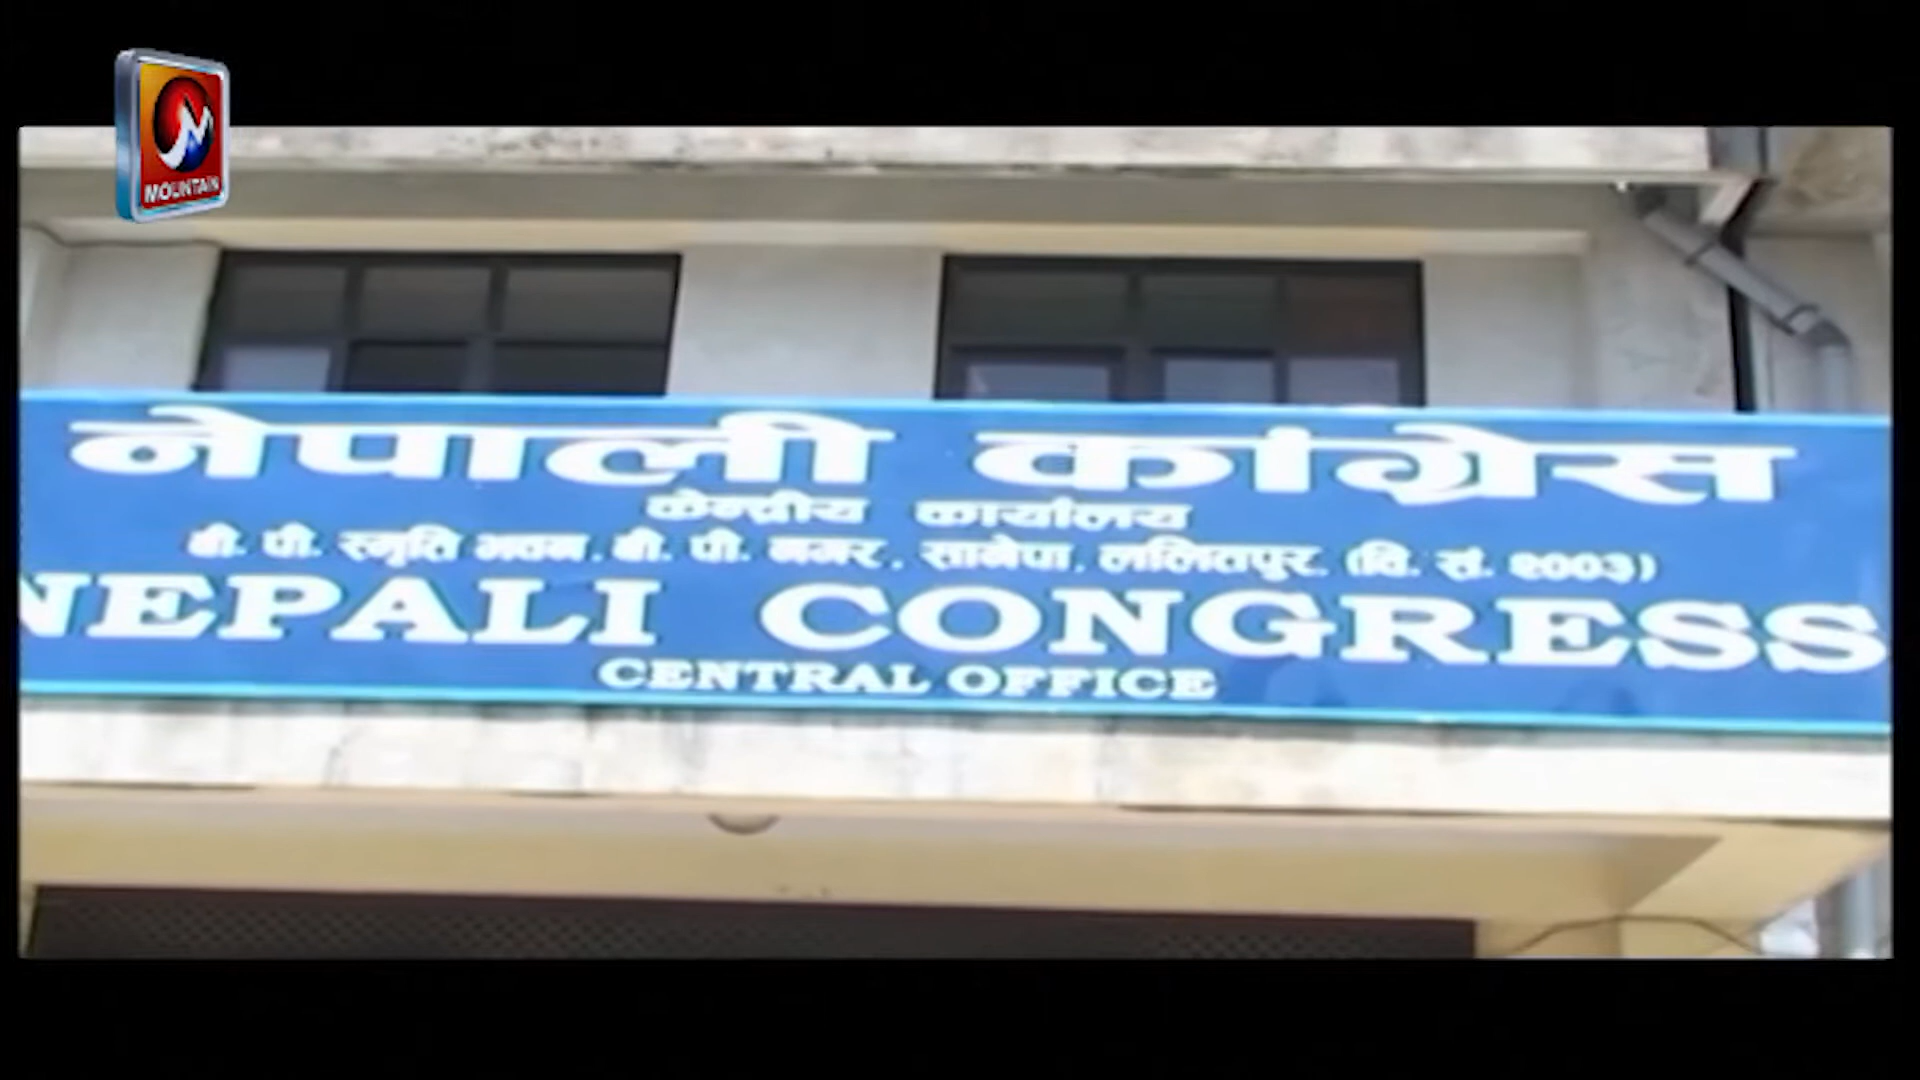 MOUNTAIN
नेपाली कांग्रेस
केन्द्रीय कार्यालय
बी. पी. स्मृति भवन, बी. पी. नगर, सानेपा, ललितपुर, (वि. सं. २००३)
NEPALI CONGRESS
CENTRAL OFFICE